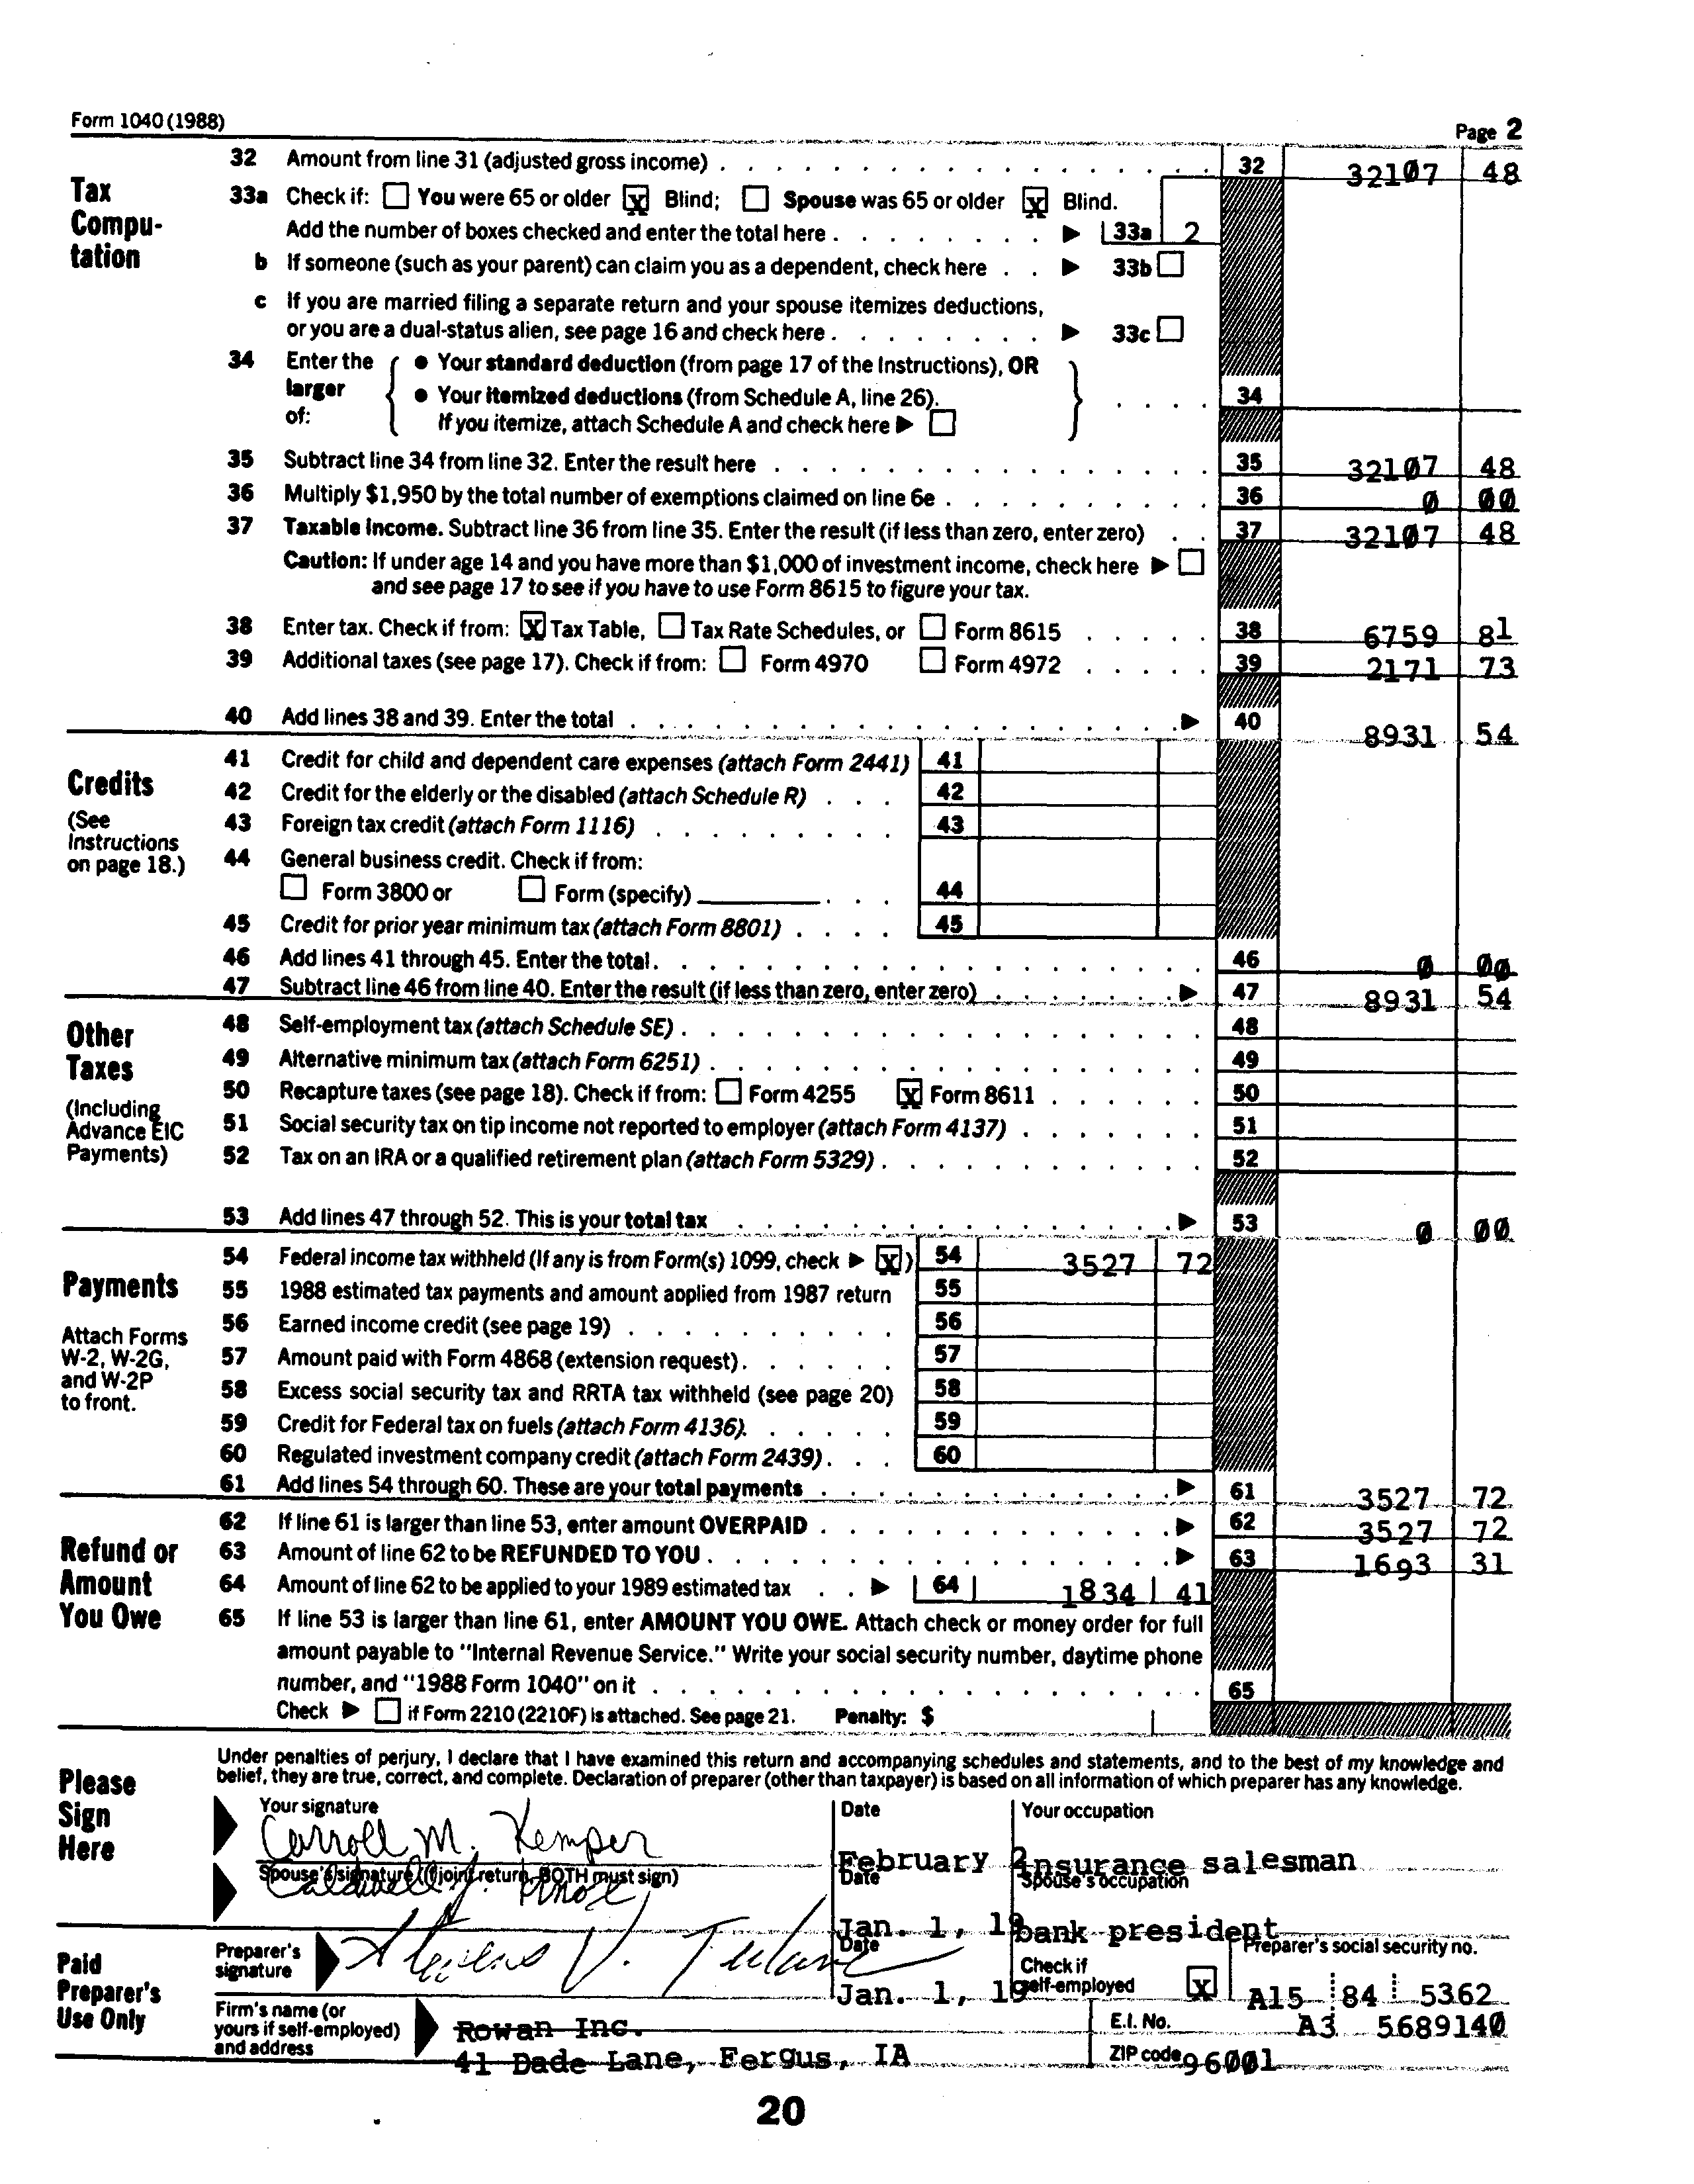 Form 1040 (1988)
Page 2
Tax Compu-tation
32 Amount from line 31 (adjusted gross income) 32 32107 48
33a Check if: You were 65 or older X Blind; Spouse was 65 or older X Blind.
Add the number of boxes checked and enter the total here 33a 2
b If someone (such as your parent) can claim you as a dependent, check here 33b
c If you are married filing a separate return and your spouse itemizes deductions,
or you are a dual-status alien, see page 16 and check here 33c
34 Enter the larger of: • Your standard deduction (from page 17 of the Instructions), OR
• Your itemized deductions (from Schedule A, line 26). 34
If you itemize, attach Schedule A and check here
35 Subtract line 34 from line 32. Enter the result here 35 32107 48
36 Multiply $1,950 by the total number of exemptions claimed on line 6e 36 0 00
37 Taxable income. Subtract line 36 from line 35. Enter the result (if less than zero, enter zero) 37 32107 48
Caution: If under age 14 and you have more than $1,000 of investment income, check here
and see page 17 to see if you have to use Form 8615 to figure your tax.
38 Enter tax. Check if from: X Tax Table, Tax Rate Schedules, or Form 8615 38 6759 81
39 Additional taxes (see page 17). Check if from: Form 4970 Form 4972 39 2171 73
40 Add lines 38 and 39. Enter the total 40 8931 54
Credits
(See Instructions on page 18.)
41 Credit for child and dependent care expenses (attach Form 2441) 41
42 Credit for the elderly or the disabled (attach Schedule R) 42
43 Foreign tax credit (attach Form 1116) 43
44 General business credit. Check if from:
Form 3800 or Form (specify) 44
45 Credit for prior year minimum tax (attach Form 8801) 45
46 Add lines 41 through 45. Enter the total. 46 0 00
47 Subtract line 46 from line 40. Enter the result (if less than zero, enter zero) 47 8931 54
Other Taxes
(Including Advance EIC Payments)
48 Self-employment tax (attach Schedule SE) 48
49 Alternative minimum tax (attach Form 6251) 49
50 Recapture taxes (see page 18). Check if from: Form 4255 X Form 8611 50
51 Social security tax on tip income not reported to employer (attach Form 4137) 51
52 Tax on an IRA or a qualified retirement plan (attach Form 5329) 52
53 Add lines 47 through 52. This is your total tax 53 0 00
Payments
Attach Forms W-2, W-2G, and W-2P to front.
54 Federal income tax withheld (If any is from Form(s) 1099, check X) 54 3527 72
55 1988 estimated tax payments and amount applied from 1987 return 55
56 Earned income credit (see page 19) 56
57 Amount paid with Form 4868 (extension request) 57
58 Excess social security tax and RRTA tax withheld (see page 20) 58
59 Credit for Federal tax on fuels (attach Form 4136) 59
60 Regulated investment company credit (attach Form 2439) 60
61 Add lines 54 through 60. These are your total payments 61 3527 72
Refund or Amount You Owe
62 If line 61 is larger than line 53, enter amount OVERPAID 62 3527 72
63 Amount of line 62 to be REFUNDED TO YOU 63 1693 31
64 Amount of line 62 to be applied to your 1989 estimated tax 64 1834 41
65 If line 53 is larger than line 61, enter AMOUNT YOU OWE. Attach check or money order for full
amount payable to "Internal Revenue Service." Write your social security number, daytime phone
number, and "1988 Form 1040" on it 65
Check if Form 2210 (2210F) is attached. See page 21. Penalty: $
Please Sign Here
Under penalties of perjury, I declare that I have examined this return and accompanying schedules and statements, and to the best of my knowledge and
belief, they are true, correct, and complete. Declaration of preparer (other than taxpayer) is based on all information of which preparer has any knowledge.
Your signature Date Your occupation
Carroll M. Kemper February 2 insurance salesman
Spouse's signature (if joint return, BOTH must sign) Date Spouse's occupation
Caldwell J. Knox Jan. 1, 19 bank president
Paid Preparer's Use Only
Preparer's signature Date Check if self-employed X Preparer's social security no.
V. Tulane Jan. 1, 19 A15 84 5362
Firm's name (or yours if self-employed) and address
Rowan Inc. E.I. No. A3 5689140
41 Dade Lane, Fergus, IA ZIP code 96001
20